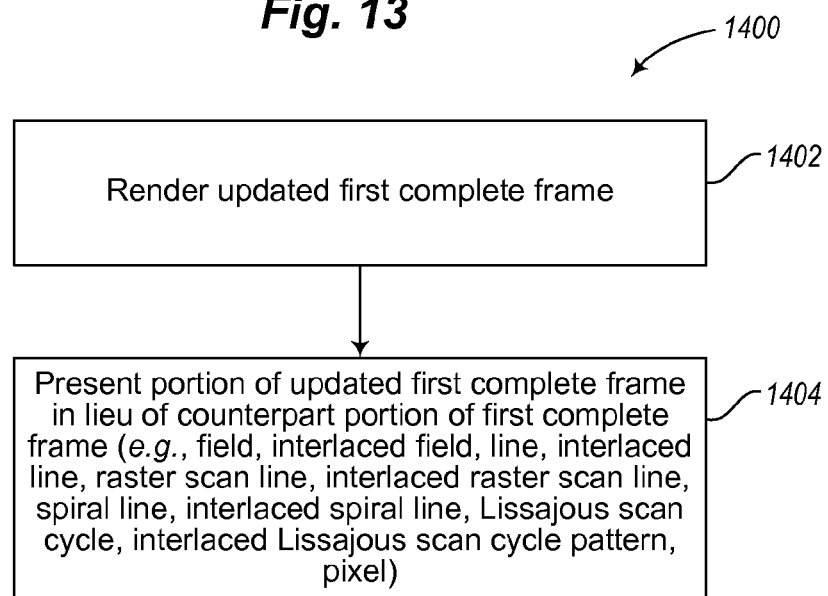 Fig. 13
1400
Render updated first complete frame
1402
Present portion of updated first complete frame
in lieu of counterpart portion of first complete
frame (e.g., field, interlaced field, line, interlaced
line, raster scan line, interlaced raster scan line,
spiral line, interlaced spiral line, Lissajous scan
cycle, interlaced Lissajous scan cycle pattern,
pixel)
1404